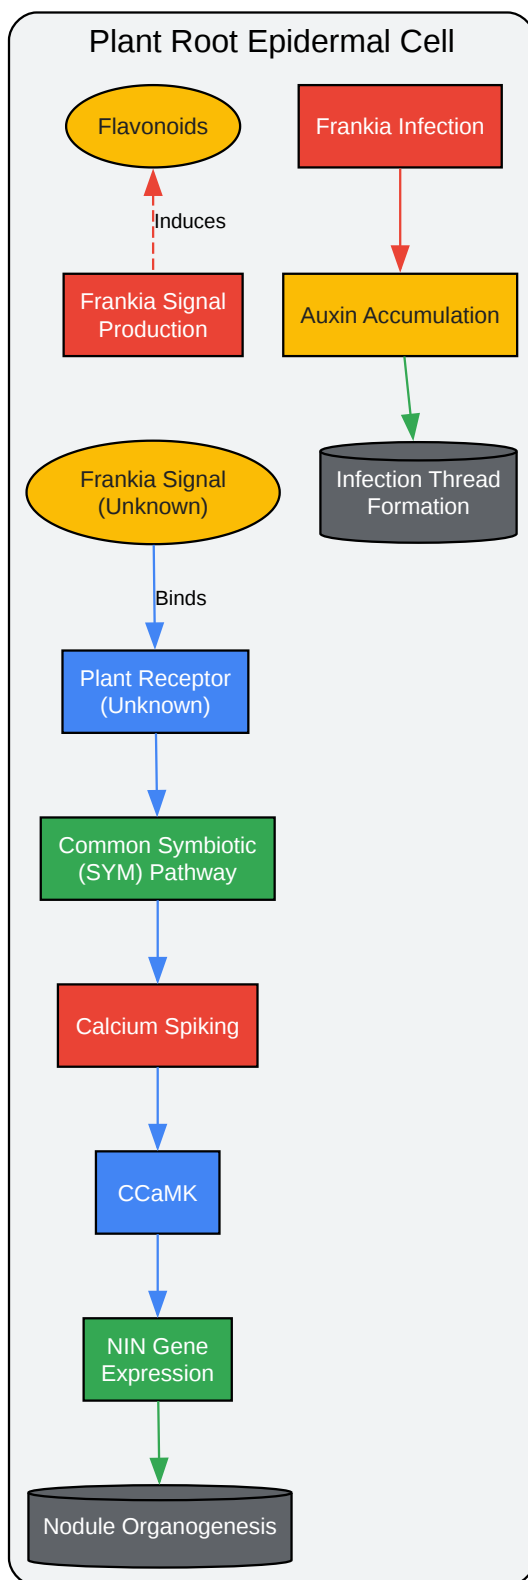 Plant Root Epidermal Cell
Flavonoids
Frankia Infection
Induces
Frankia Signal
Production
Auxin Accumulation
Frankia Signal
(Unknown)
Infection Thread
Formation
Binds
Plant Receptor
(Unknown)
Common Symbiotic
(SYM) Pathway
Calcium Spiking
CCaMK
NIN Gene
Expression
Nodule Organogenesis